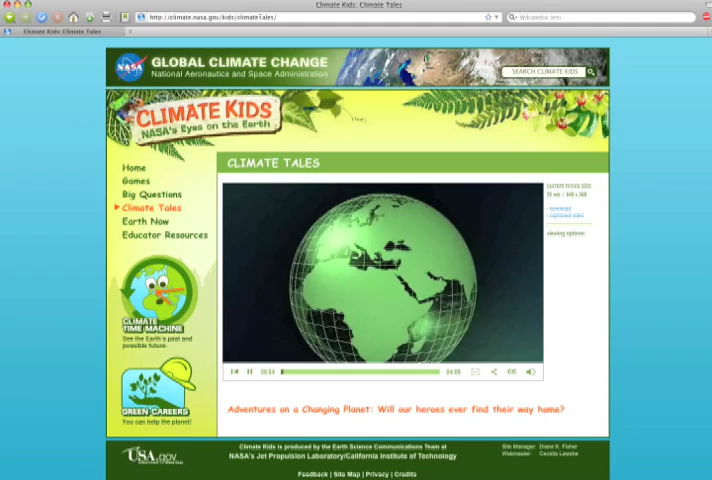 Climate Kids: Climate Tales
http://climate.nasa.gov/kids/climateTales/
Wikipedia (en)
Climate Kids: Climate Tales
NASA
GLOBAL CLIMATE CHANGE
National Aeronautics and Space Administration
SEARCH CLIMATE KIDS
CLIMATE KIDS
NASA's Eyes on the Earth
Home
Games
Big Questions
Climate Tales
Earth Now
Educator Resources
CLIMATE TALES
current movie size
download
captioned video
viewing options:
00:04
04:09
CC
CLIMATE
TIME MACHINE
See the Earth's past and
possible future.
GREEN CAREERS
You can help the planet!
Adventures on a Changing Planet: Will our heroes ever find their way home?
USA.gov
Climate Kids is produced by the Earth Science Communications Team at
NASA's Jet Propulsion Laboratory/California Institute of Technology
Site Manager: Diane K. Fisher
Webmaster:
Feedback | Site Map | Privacy | Credits